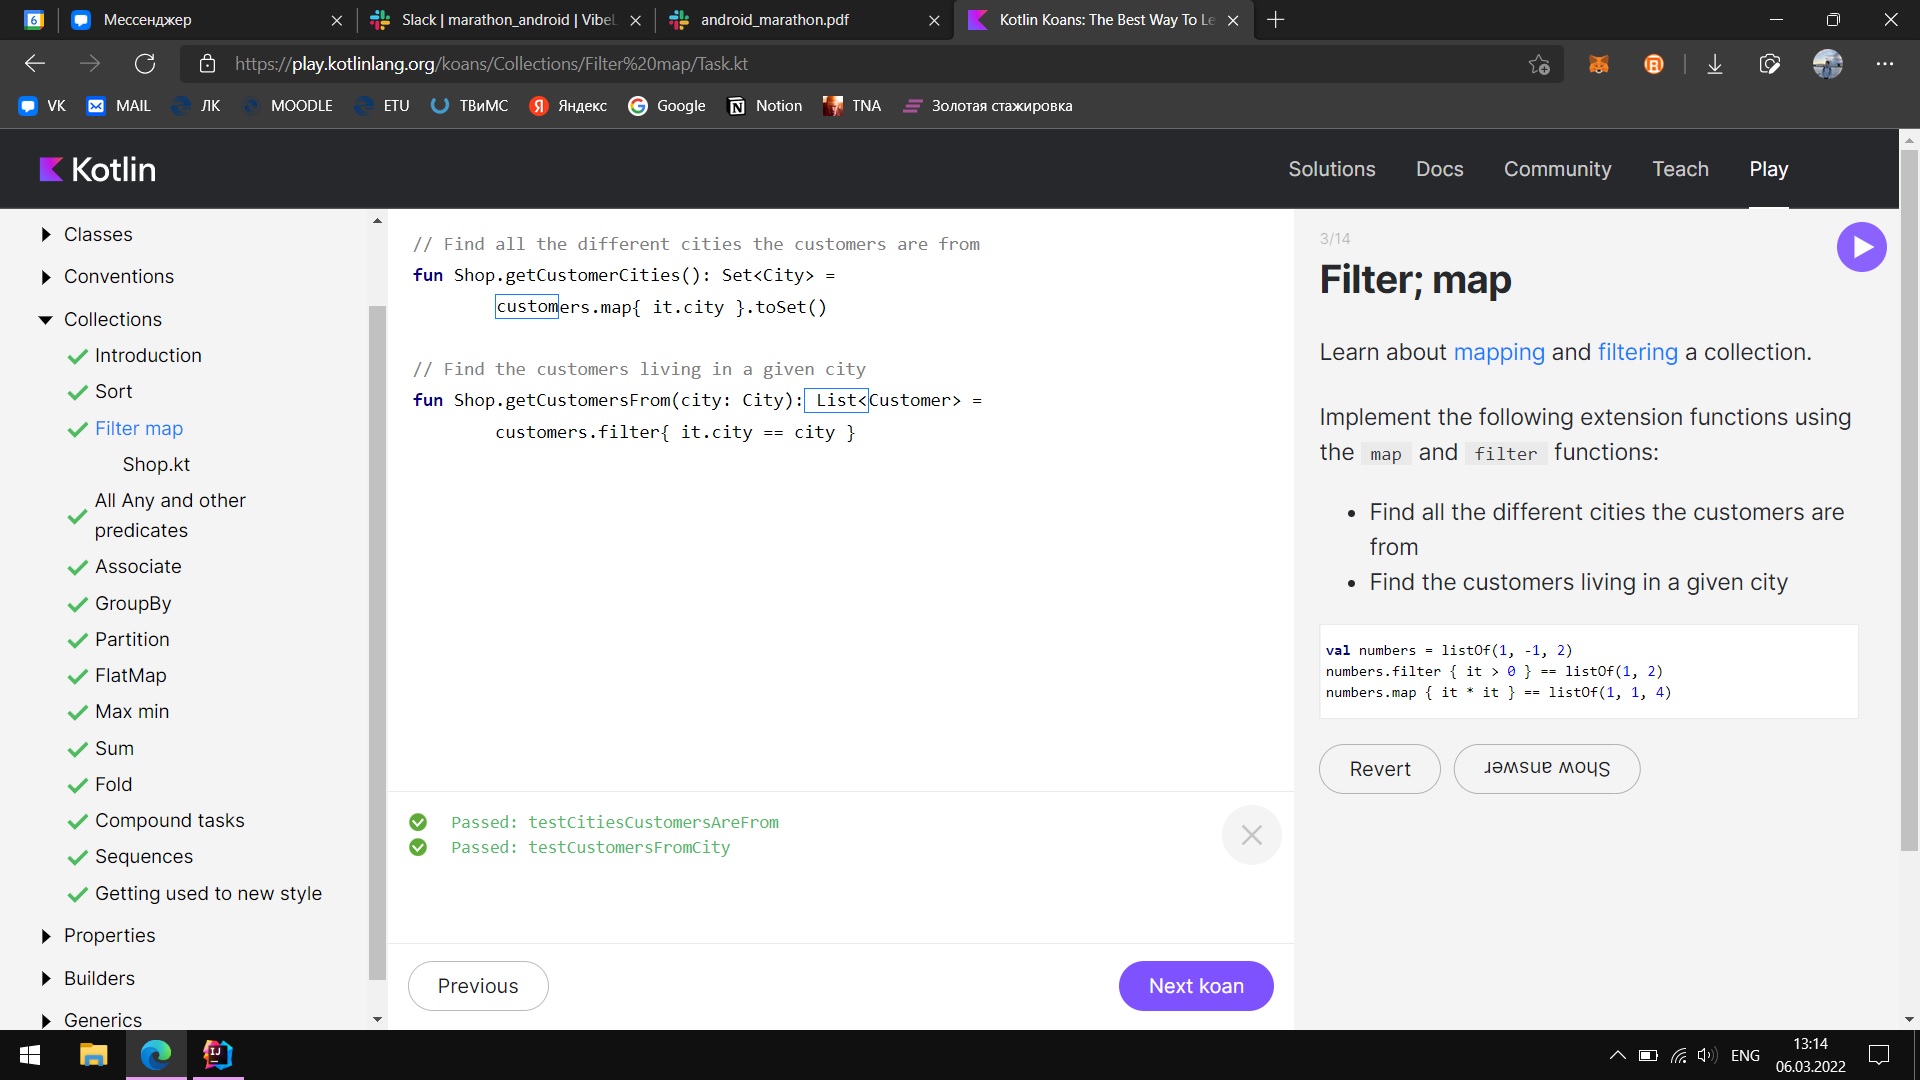 6
Мессенджер
Slack | marathon_android | Vibe
android_marathon.pdf
Kotlin Koans: The Best Way To Le
https://play.kotlinlang.org/koans/Collections/Filter%20map/Task.kt
VK
MAIL
ЛК
MOODLE
ETU
ТВиМС
Яндекс
Google
Notion
TNA
Золотая стажировка
Kotlin
Solutions
Docs
Community
Teach
Play
Classes
Conventions
Collections
Introduction
Sort
Filter map
Shop.kt
All Any and other
predicates
Associate
GroupBy
Partition
FlatMap
Max min
Sum
Fold
Compound tasks
Sequences
Getting used to new style
Properties
Builders
Generics
// Find all the different cities the customers are from
fun Shop.getCustomerCities(): Set<City> =
customers.map{ it.city }.toSet()
// Find the customers living in a given city
fun Shop.getCustomersFrom(city: City): List<Customer> =
customers.filter{ it.city == city }
Passed: testCitiesCustomersAreFrom
Passed: testCustomersFromCity
Previous
Next koan
3/14
Filter; map
Learn about mapping and filtering a collection.
Implement the following extension functions using
the map and filter functions:
• Find all the different cities the customers are
from
• Find the customers living in a given city
val numbers = listOf(1, -1, 2)
numbers.filter { it > 0 } == listOf(1, 2)
numbers.map { it * it } == listOf(1, 1, 4)
Revert
Show answer
IJ
ENG
13:14
06.03.2022